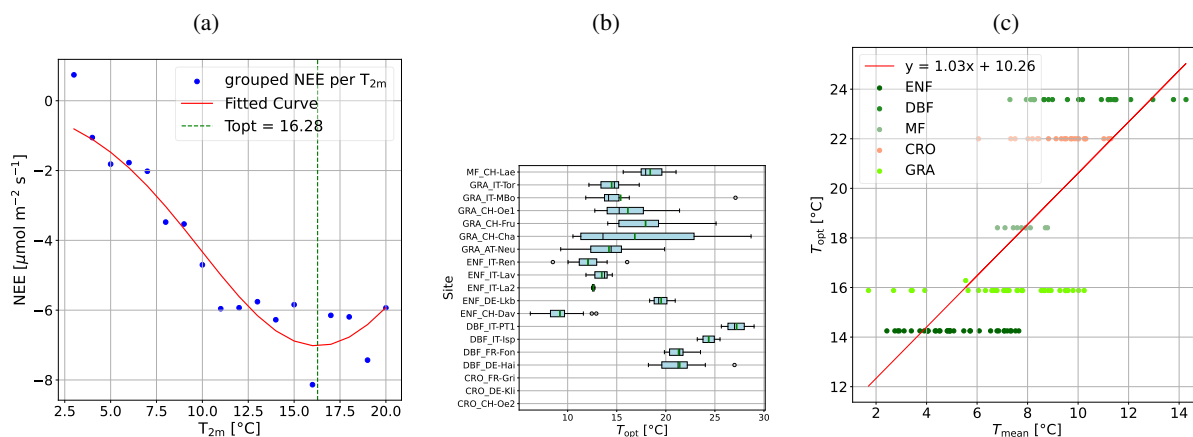 (a)
(b)
(c)
grouped NEE per T2m
Fitted Curve
Topt = 16.28
NEE [μmol m−2 s−1]
0
−2
−4
−6
−8
2.5 5.0 7.5 10.0 12.5 15.0 17.5 20.0
T2m [°C]
Site
MF_CH-Lae
GRA_IT-Tor
GRA_IT-MBo
GRA_CH-Oe1
GRA_CH-Fru
GRA_CH-Cha
GRA_AT-Neu
ENF_IT-Ren
ENF_IT-Lav
ENF_IT-La2
ENF_DE-Lkb
ENF_CH-Dav
DBF_IT-PT1
DBF_IT-Isp
DBF_FR-Fon
DBF_DE-Hai
CRO_FR-Gri
CRO_DE-Kli
CRO_CH-Oe2
10 15 20 25 30
Topt [°C]
y = 1.03x + 10.26
ENF
DBF
MF
CRO
GRA
Topt [°C]
24
22
20
18
16
14
12
2 4 6 8 10 12 14
Tmean [°C]